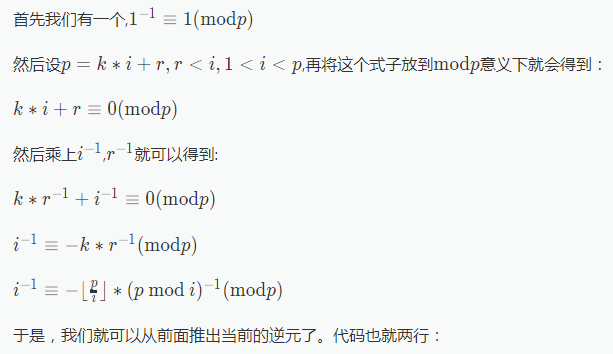 首先我们有一个,$1^{-1} \equiv 1(\mathrm{mod}p)$
然后设$p = k * i + r, r < i, 1 < i < p$,再将这个式子放到$\mathrm{mod}p$意义下就会得到：
$k * i + r \equiv 0(\mathrm{mod}p)$
然后乘上$i^{-1}$,$r^{-1}$就可以得到:
$k * r^{-1} + i^{-1} \equiv 0(\mathrm{mod}p)$
$i^{-1} \equiv -k * r^{-1}(\mathrm{mod}p)$
$i^{-1} \equiv -\lfloor \frac{p}{i} \rfloor * (p \bmod i)^{-1}(\mathrm{mod}p)$
于是，我们就可以从前面推出当前的逆元了。代码也就两行：